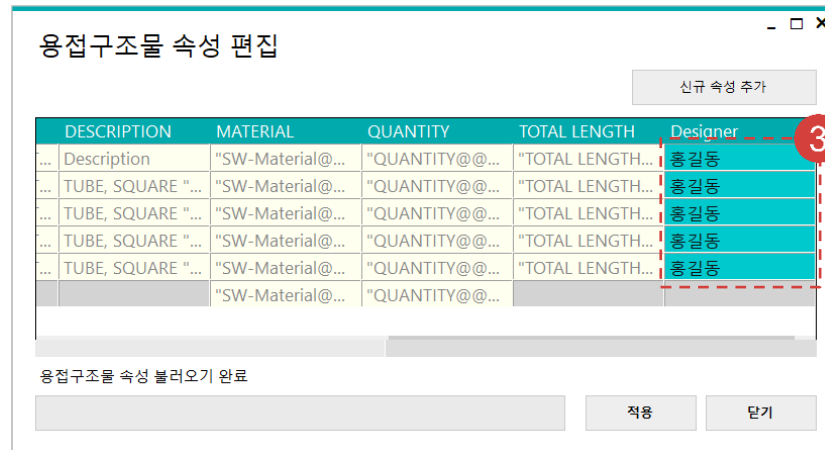 용접구조물 속성 편집
신규 속성 추가
DESCRIPTION MATERIAL QUANTITY TOTAL LENGTH Designer
3
... Description "SW-Material@... "QUANTITY@@... "TOTAL LENGTH... 홍길동
... TUBE, SQUARE "... "SW-Material@... "QUANTITY@@... "TOTAL LENGTH... 홍길동
... TUBE, SQUARE "... "SW-Material@... "QUANTITY@@... "TOTAL LENGTH... 홍길동
... TUBE, SQUARE "... "SW-Material@... "QUANTITY@@... "TOTAL LENGTH... 홍길동
... TUBE, SQUARE "... "SW-Material@... "QUANTITY@@... "TOTAL LENGTH... 홍길동
"SW-Material@... "QUANTITY@@...
용접구조물 속성 불러오기 완료
적용 닫기